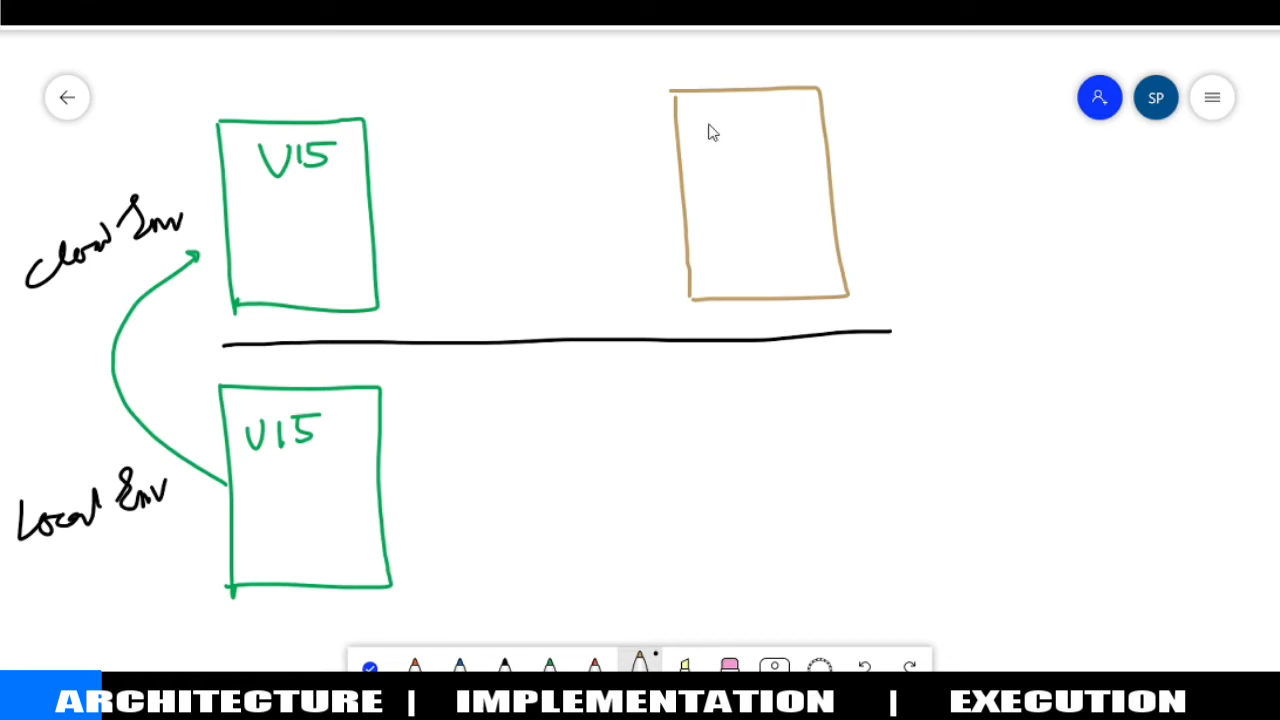 SP
V15
Cloud Env
V15
Local Env
ARCHITECTURE | IMPLEMENTATION | EXECUTION